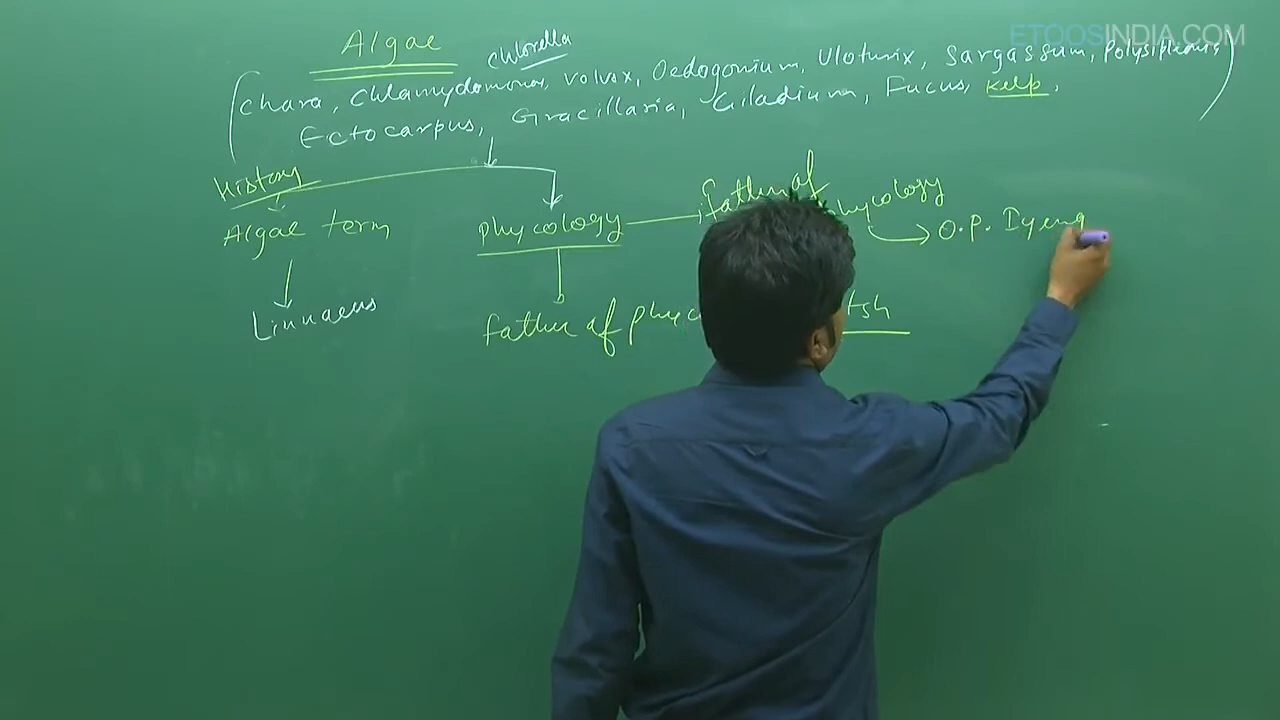 ETOOSINDIA.COM
Algae
Chlorella
(Chara, Chlamydomonas, Volvox, Oedogonium, Ulothrix, Sargassum, Polysiphonia)
Ectocarpus, Gracillaria, Giladium, Fucus, Kelp,
History
Algae term
Linnaeus
Phycology
Father of
phycology
O.P. Iyeng
Father of phyc
tsh